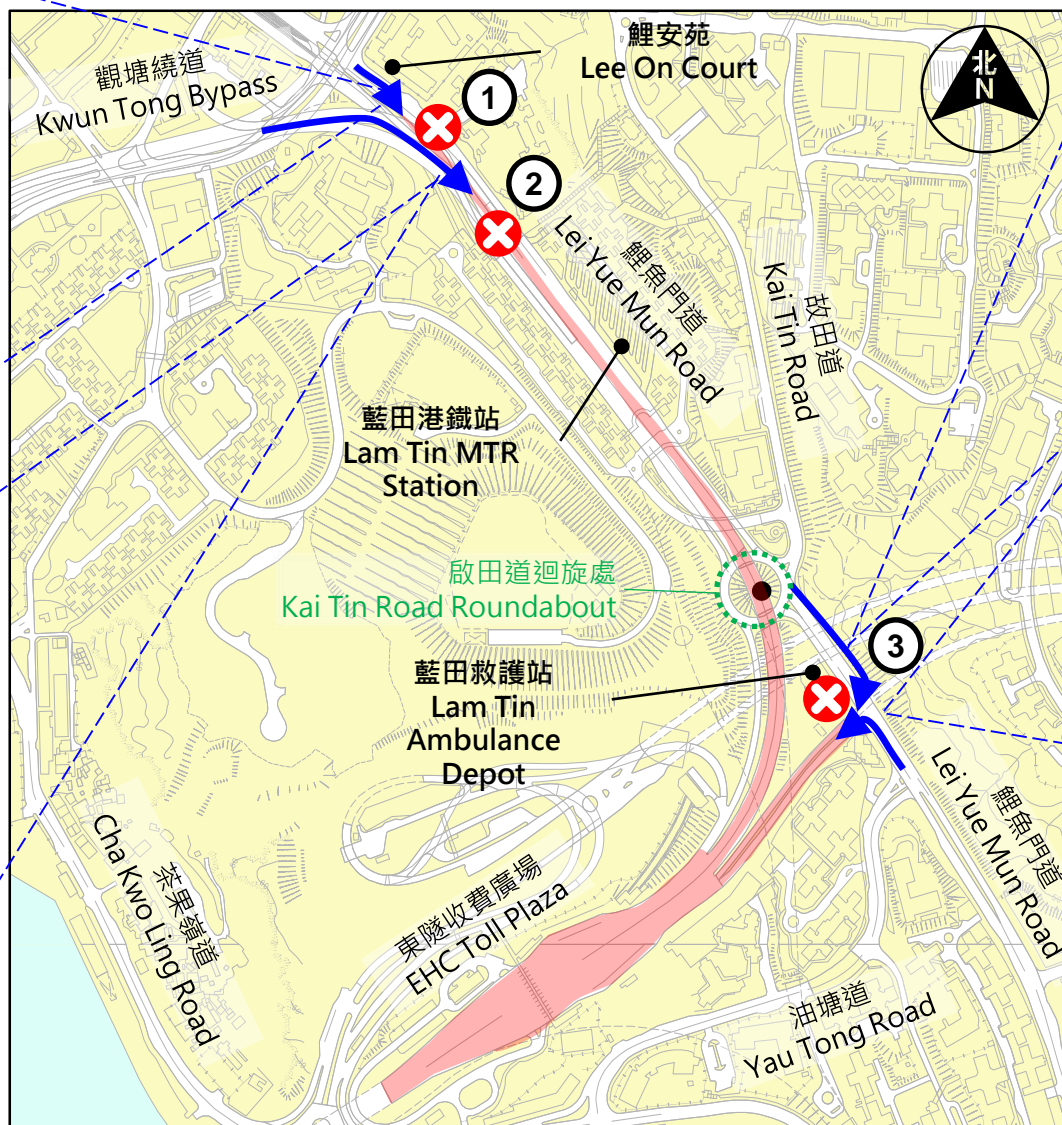 鯉安苑
Lee On Court
北
N
觀塘繞道
Kwun Tong Bypass
1
2
鯉魚門道
Lei Yue Mun Road
故田道
Kai Tin Road
藍田港鐵站
Lam Tin MTR
Station
啟田道迴旋處
Kai Tin Road Roundabout
3
藍田救護站
Lam Tin
Ambulance
Depot
鯉魚門道
Lei Yue Mun Road
茶果嶺道
Cha Kwo Ling Road
東隧收費廣場
EHC Toll Plaza
油塘道
Yau Tong Road